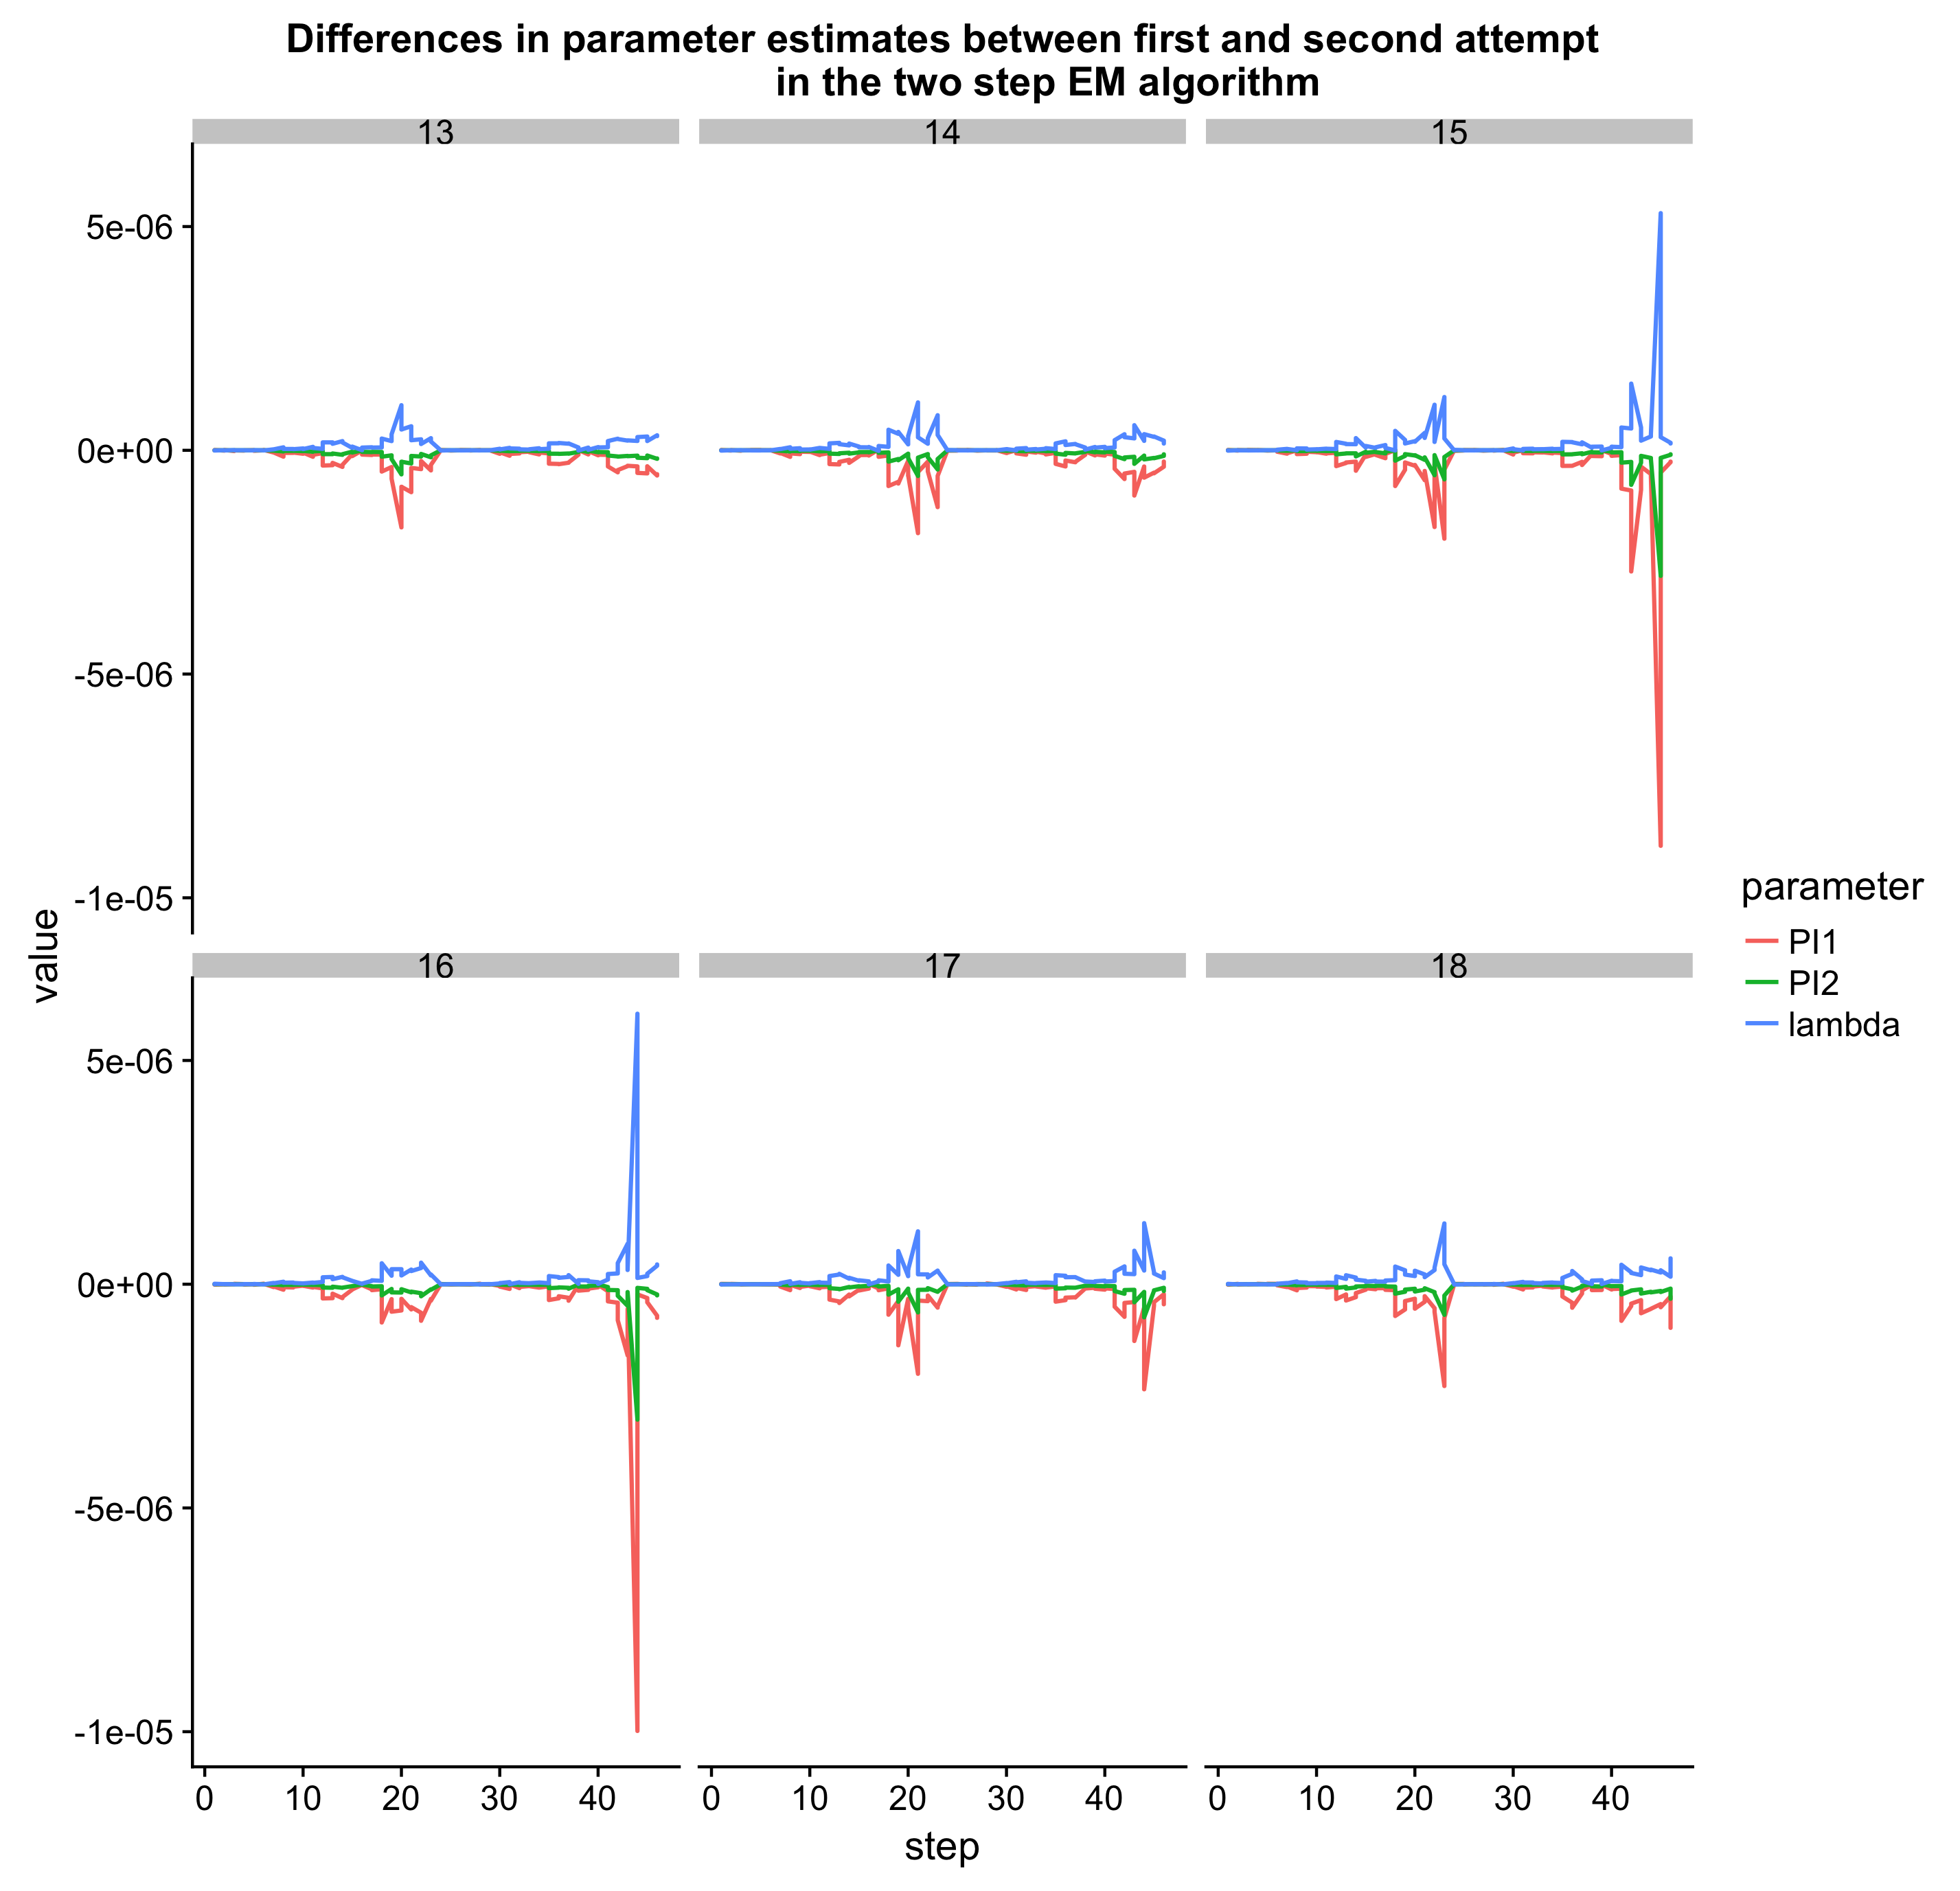 Differences in parameter estimates between first and second attempt
in the two step EM algorithm
13
14
15
5e-06
0e+00
-5e-06
-1e-05
16
17
18
5e-06
0e+00
-5e-06
-1e-05
0 10 20 30 40
0 10 20 30 40
0 10 20 30 40
step
value
parameter
PI1
PI2
lambda